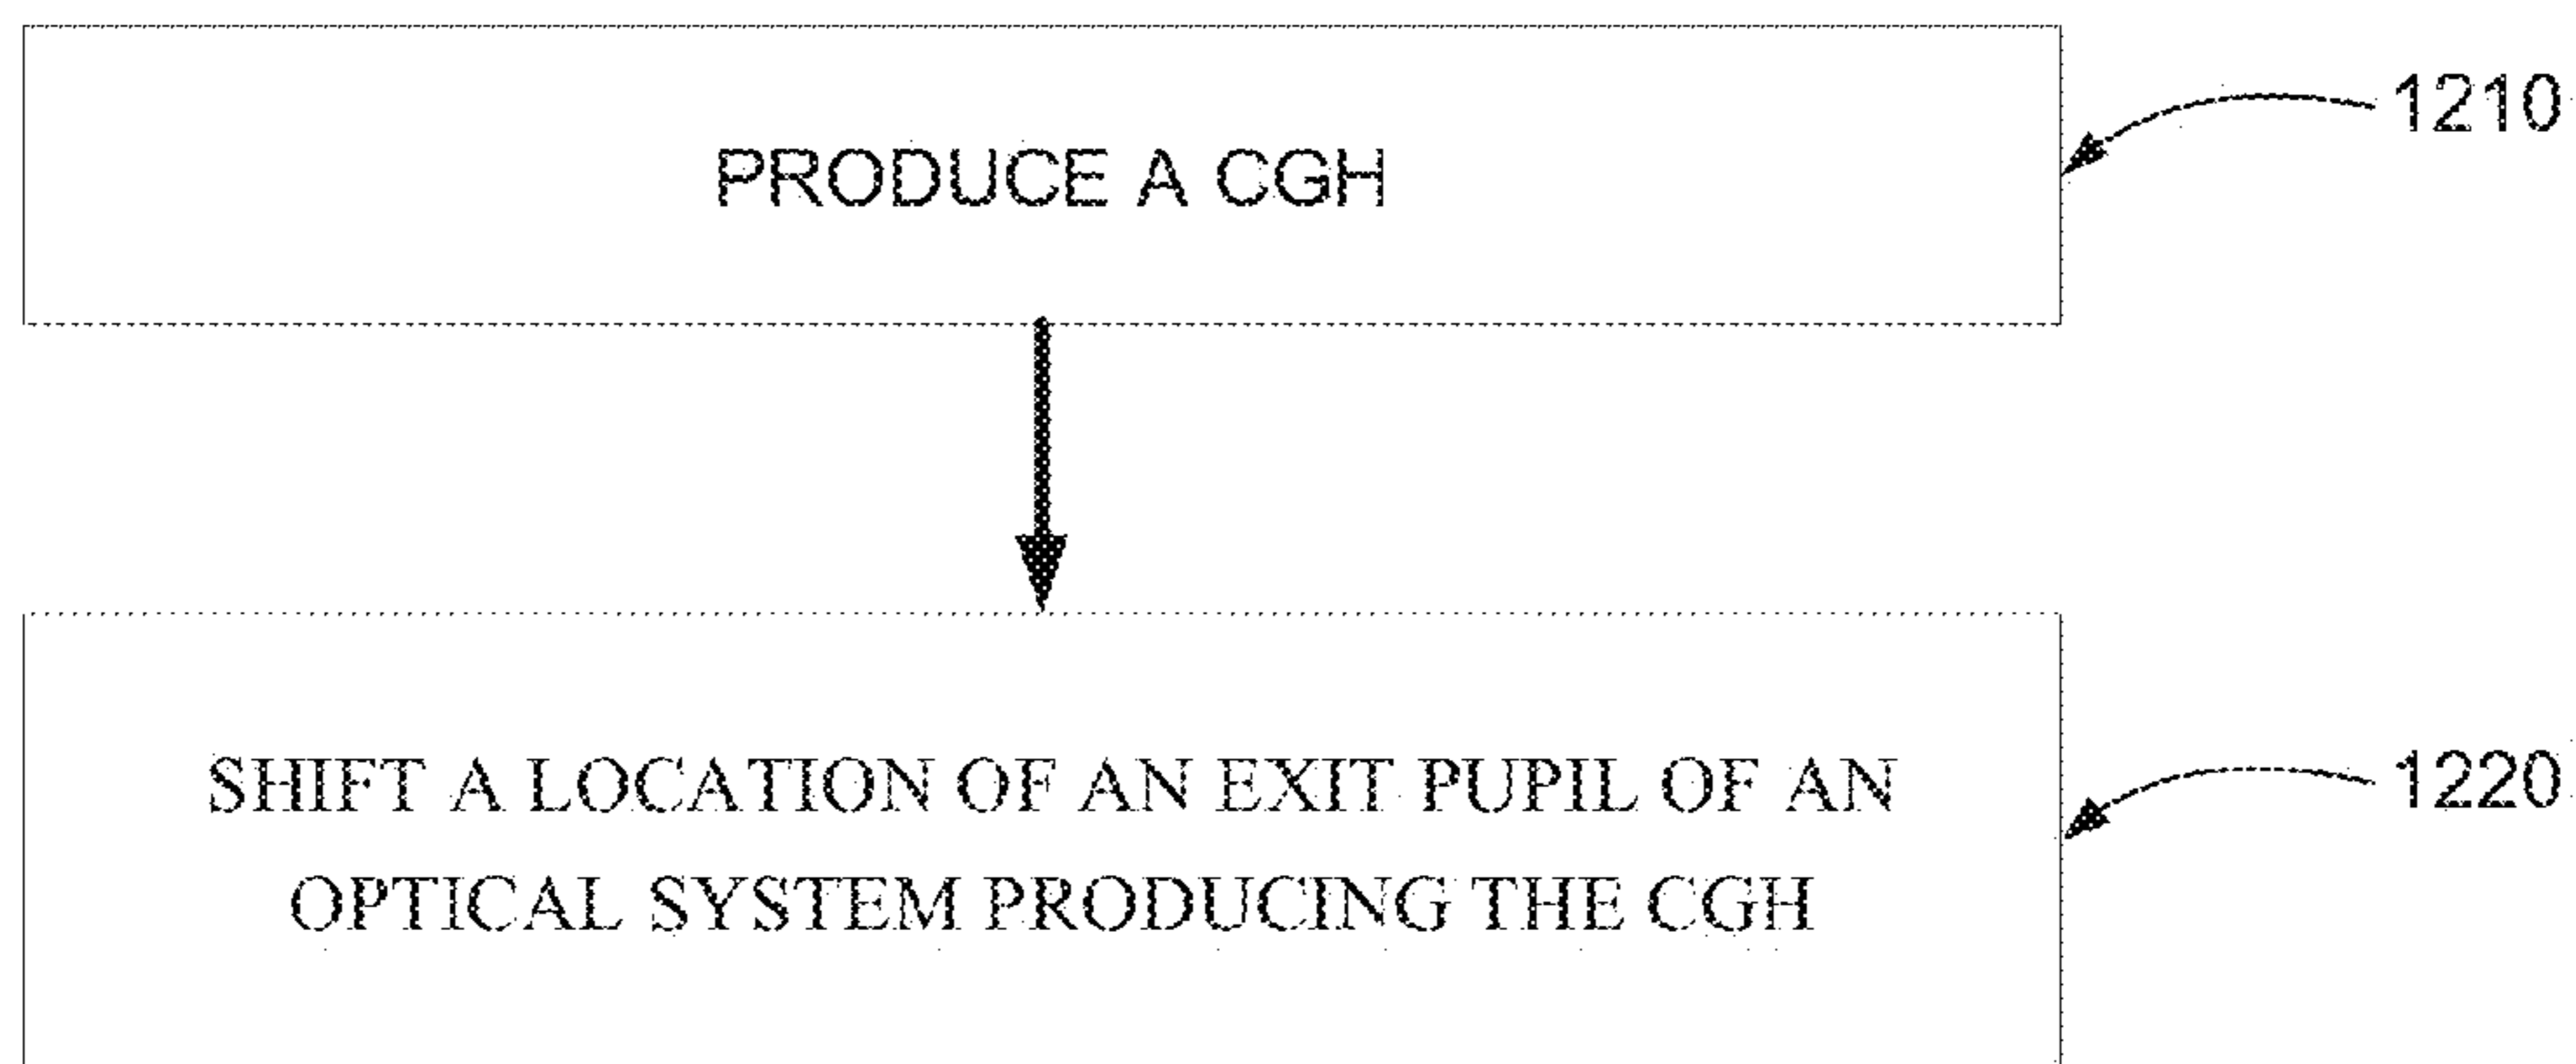 PRODUCE A CGH
1210
SHIFT A LOCATION OF AN EXIT PUPIL OF AN
OPTICAL SYSTEM PRODUCING THE CGH
1220